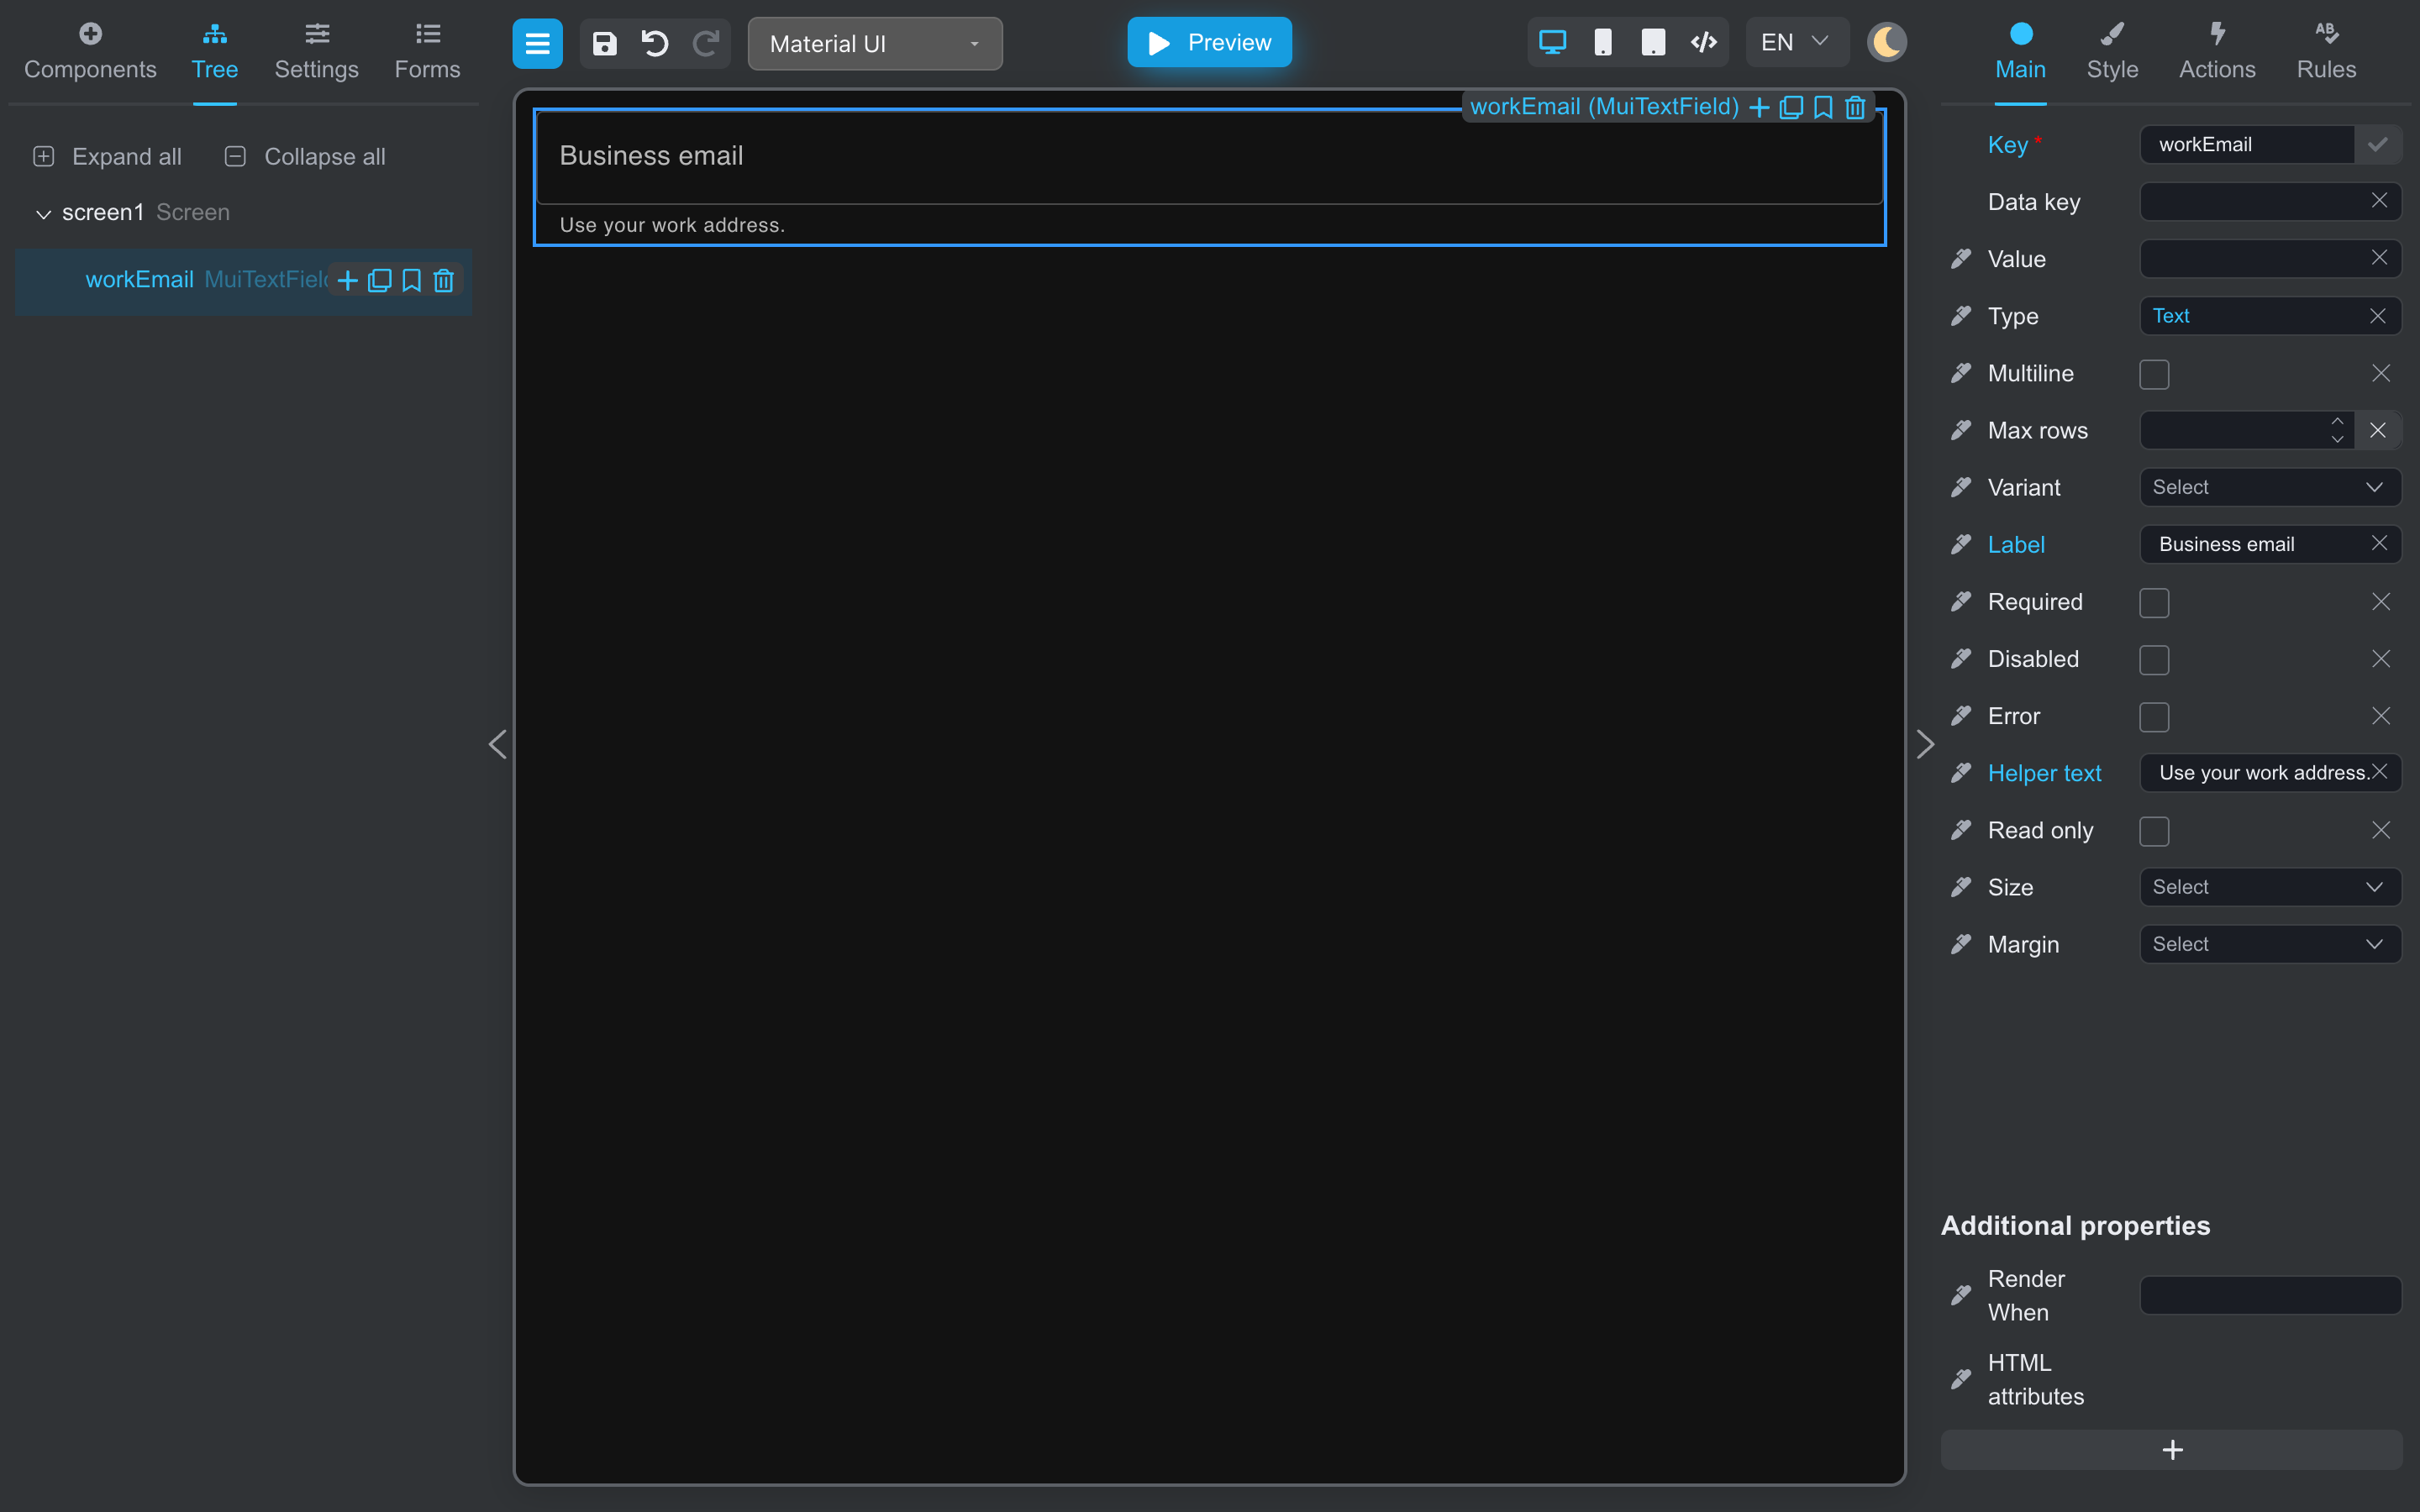 Components
Tree
Settings
Forms
Material UI
Preview
EN
Main
Style
Actions
Rules
Expand all
Collapse all
screen1 Screen
workEmail MuiTextField
workEmail (MuiTextField)
Business email
Use your work address.
Key *
workEmail
Data key
Value
Type
Text
Multiline
Max rows
Variant
Select
Label
Business email
Required
Disabled
Error
Helper text
Use your work address.
Read only
Size
Select
Margin
Select
Additional properties
Render
When
HTML
attributes